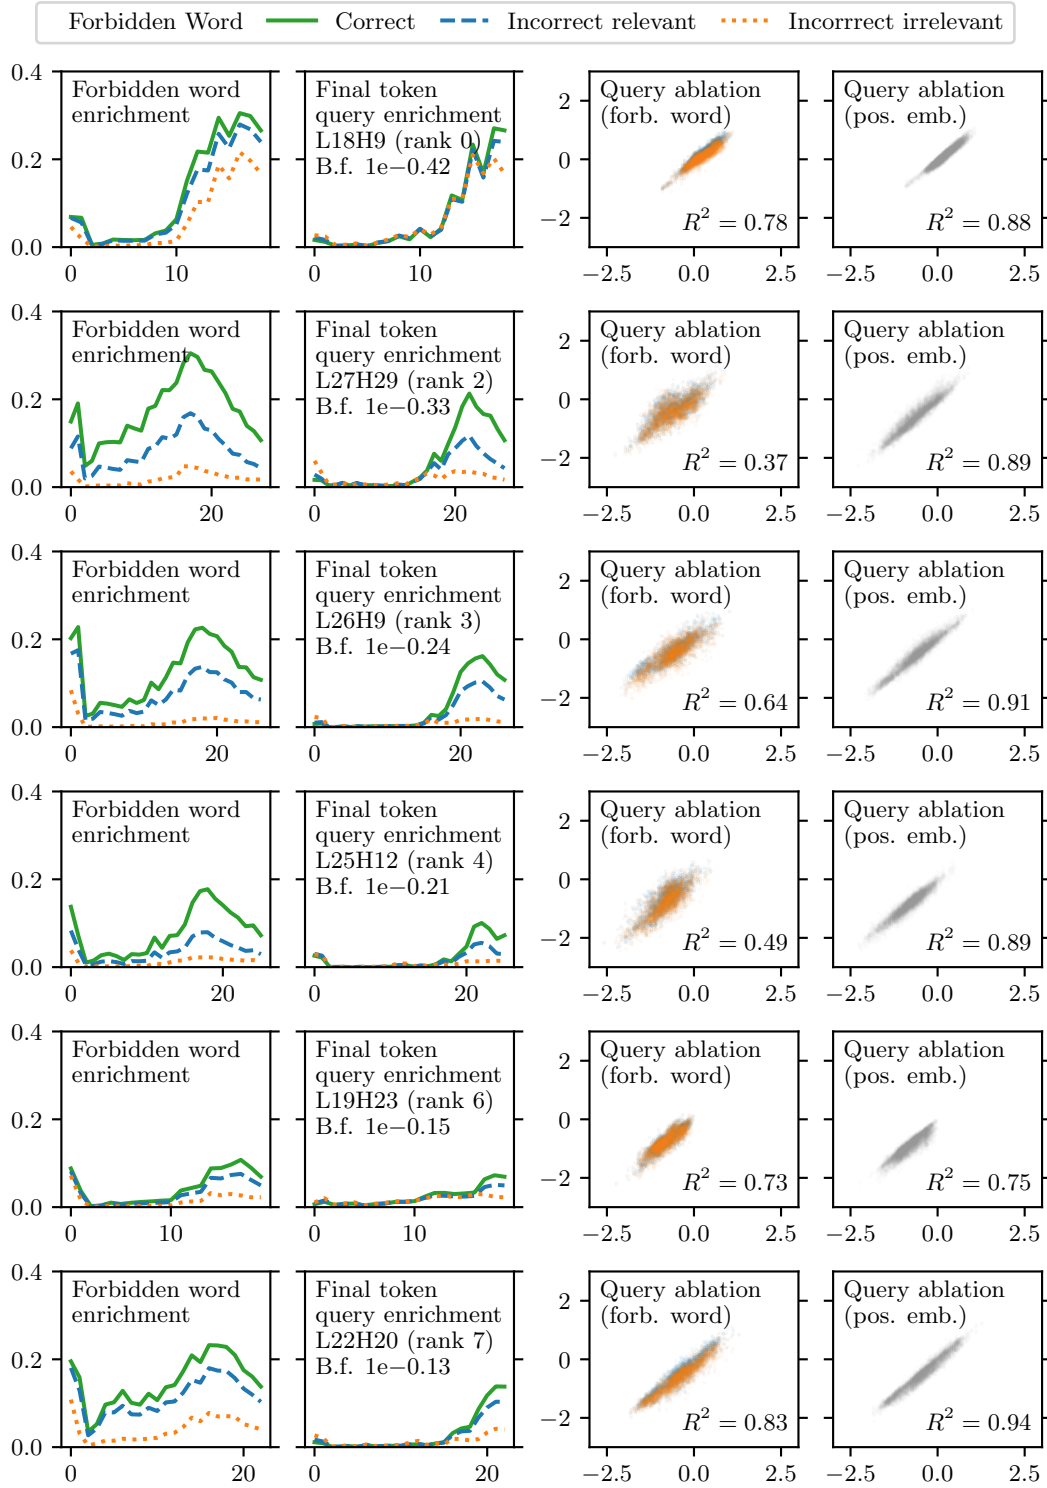 Forbidden Word Correct Incorrect relevant Incorrrect irrelevant
0.4 Forbidden word enrichment 0.2 0.0 0 10
Final token query enrichment L18H9 (rank 0) B.f. 1e−0.42 0 10
2 0 −2 Query ablation (forb. word) R² = 0.78 −2.5 0.0 2.5
Query ablation (pos. emb.) R² = 0.88 −2.5 0.0 2.5
0.4 Forbidden word enrichment 0.2 0.0 0 20
Final token query enrichment L27H29 (rank 2) B.f. 1e−0.33 0 20
2 0 −2 Query ablation (forb. word) R² = 0.37 −2.5 0.0 2.5
Query ablation (pos. emb.) R² = 0.89 −2.5 0.0 2.5
0.4 Forbidden word enrichment 0.2 0.0 0 20
Final token query enrichment L26H9 (rank 3) B.f. 1e−0.24 0 20
2 0 −2 Query ablation (forb. word) R² = 0.64 −2.5 0.0 2.5
Query ablation (pos. emb.) R² = 0.91 −2.5 0.0 2.5
0.4 Forbidden word enrichment 0.2 0.0 0 20
Final token query enrichment L25H12 (rank 4) B.f. 1e−0.21 0 20
2 0 −2 Query ablation (forb. word) R² = 0.49 −2.5 0.0 2.5
Query ablation (pos. emb.) R² = 0.89 −2.5 0.0 2.5
0.4 Forbidden word enrichment 0.2 0.0 0 10
Final token query enrichment L19H23 (rank 6) B.f. 1e−0.15 0 10
2 0 −2 Query ablation (forb. word) R² = 0.73 −2.5 0.0 2.5
Query ablation (pos. emb.) R² = 0.75 −2.5 0.0 2.5
0.4 Forbidden word enrichment 0.2 0.0 0 20
Final token query enrichment L22H20 (rank 7) B.f. 1e−0.13 0 20
2 0 −2 Query ablation (forb. word) R² = 0.83 −2.5 0.0 2.5
Query ablation (pos. emb.) R² = 0.94 −2.5 0.0 2.5